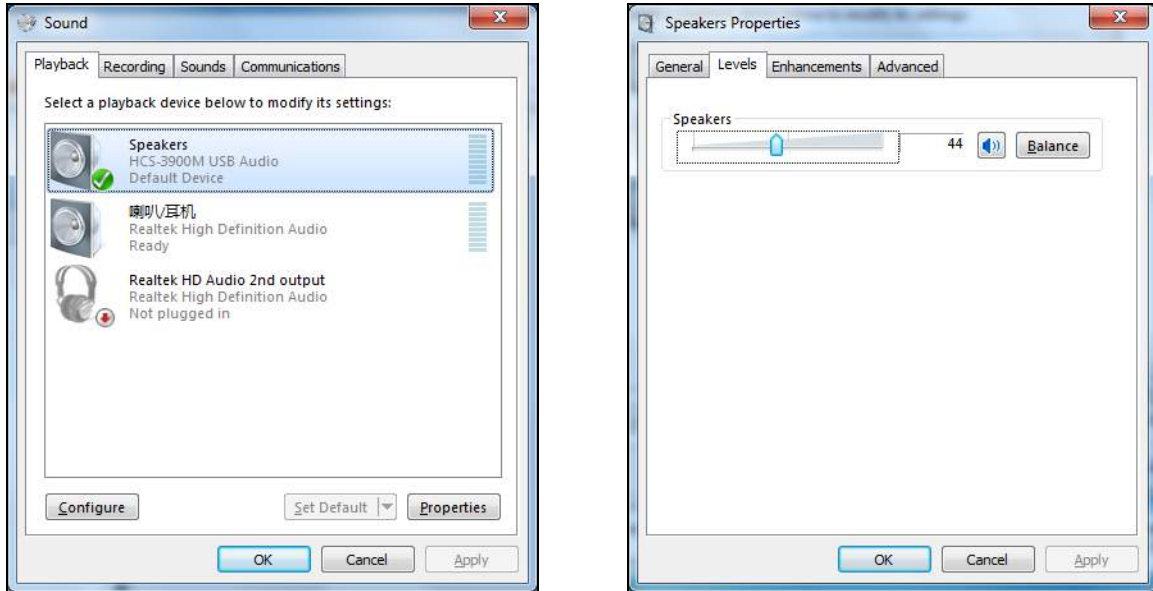 Sound
Playback Recording Sounds Communications
Select a playback device below to modify its settings:
Speakers
HCS-3900M USB Audio
Default Device
喇叭/耳机
Realtek High Definition Audio
Ready
Realtek HD Audio 2nd output
Realtek High Definition Audio
Not plugged in
Configure Set Default Properties
OK Cancel Apply
Speakers Properties
General Levels Enhancements Advanced
Speakers
44 Balance
OK Cancel Apply